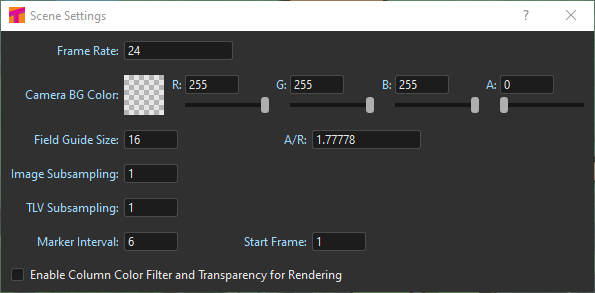 Scene Settings ?
Frame Rate: 24
Camera BG Color: R: 255 G: 255 B: 255 A: 0
Field Guide Size: 16 A/R: 1.77778
Image Subsampling: 1
TLV Subsampling: 1
Marker Interval: 6 Start Frame: 1
Enable Column Color Filter and Transparency for Rendering